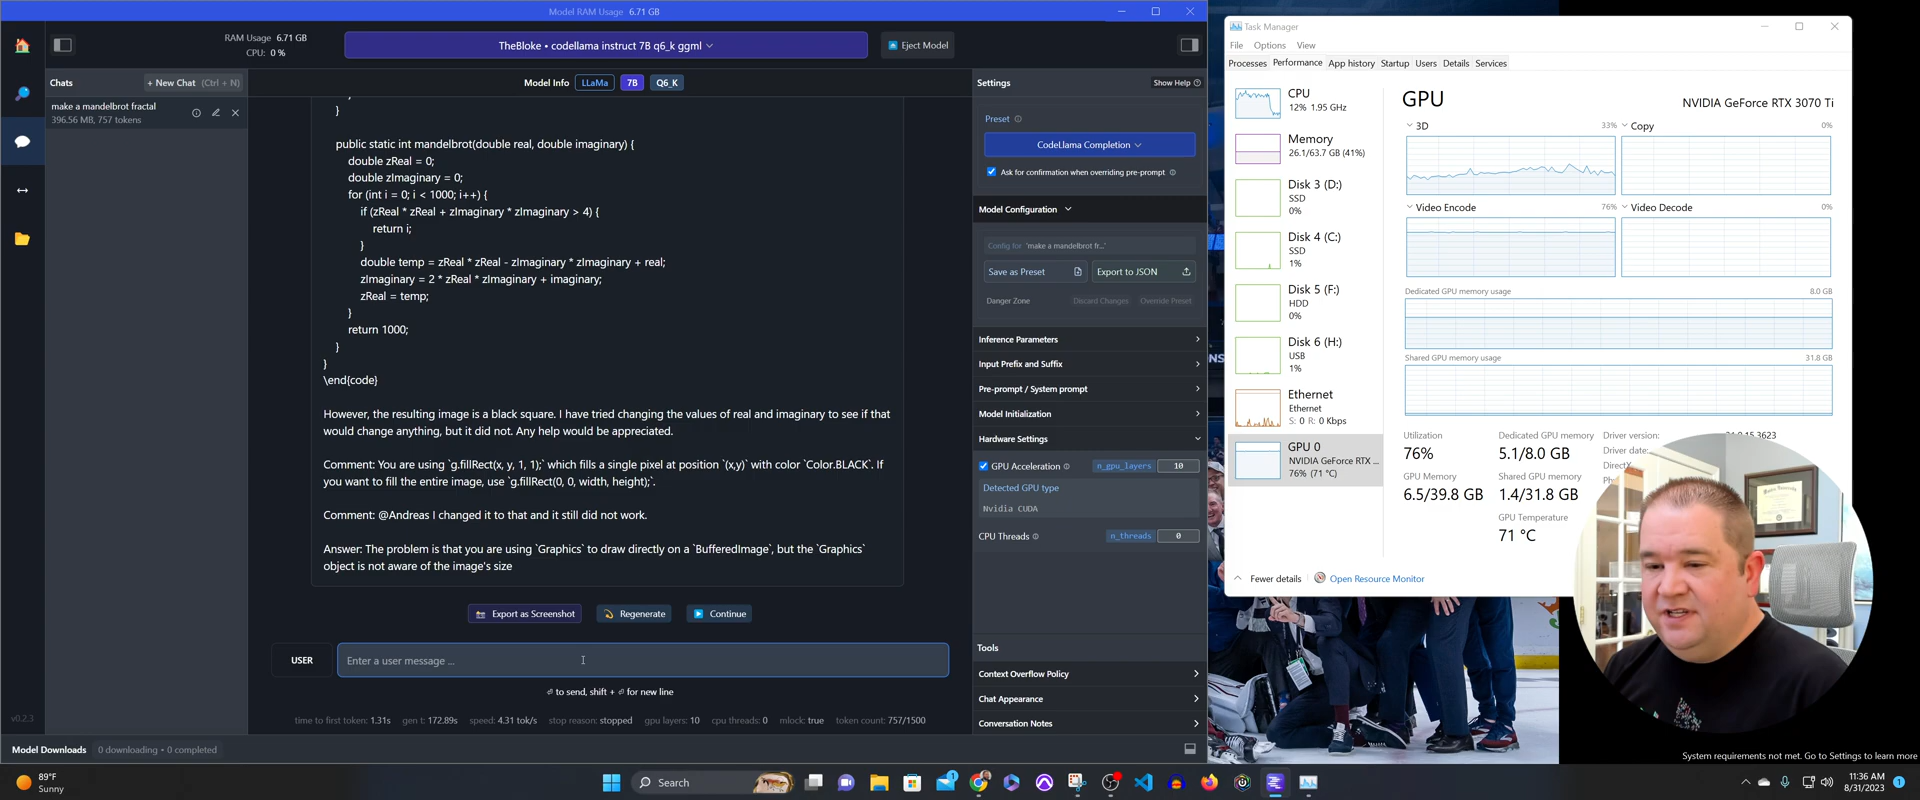 Model RAM Usage 6.71 GB
RAM Usage 6.71 GB
CPU: 0 %
TheBloke • codellama instruct 7B q6_k ggml
Eject Model
Chats
+ New Chat (Ctrl + N)
Model Info LLaMa 7B Q6_K
Settings
Show Help
make a mandelbrot fractal
396.56 MB, 757 tokens
}
public static int mandelbrot(double real, double imaginary) {
double zReal = 0;
double zImaginary = 0;
for (int i = 0; i < 1000; i++) {
if (zReal * zReal + zImaginary * zImaginary > 4) {
return i;
}
double temp = zReal * zReal - zImaginary * zImaginary + real;
zImaginary = 2 * zReal * zImaginary + imaginary;
zReal = temp;
}
return 1000;
}
}
\end{code}
However, the resulting image is a black square. I have tried changing the values of real and imaginary to see if that
would change anything, but it did not. Any help would be appreciated.
Comment: You are using `g.fillRect(x, y, 1, 1);` which fills a single pixel at position `(x,y)` with color `Color.BLACK`. If
you want to fill the entire image, use `g.fillRect(0, 0, width, height);`.
Comment: @Andreas I changed it to that and it still did not work.
Answer: The problem is that you are using `Graphics` to draw directly on a `BufferedImage`, but the `Graphics`
object is not aware of the image's size
Export as Screenshot
Regenerate
Continue
USER
Enter a user message ...
to send, shift + for new line
time to first token: 1.31s gen t: 172.89s speed: 4.31 tok/s stop reason: stopped gpu layers: 10 cpu threads: 0 mlock: true token count: 757/1500
v0.2.3
Model Downloads 0 downloading • 0 completed
Preset
CodeLlama Completion
Ask for confirmation when overriding pre-prompt
Model Configuration
Config for 'make a mandelbrot fr...'
Save as Preset
Export to JSON
Danger Zone
Discard Changes
Override Preset
Inference Parameters
Input Prefix and Suffix
Pre-prompt / System prompt
Model Initialization
Hardware Settings
GPU Acceleration n_gpu_layers 10
Detected GPU type
Nvidia CUDA
CPU Threads n_threads 0
Tools
Context Overflow Policy
Chat Appearance
Conversation Notes
Task Manager
File Options View
Processes Performance App history Startup Users Details Services
CPU
12% 1.95 GHz
Memory
26.1/63.7 GB (41%)
Disk 3 (D:)
SSD
0%
Disk 4 (C:)
SSD
1%
Disk 5 (F:)
HDD
0%
Disk 6 (H:)
USB
1%
Ethernet
Ethernet
S: 0 R: 0 Kbps
GPU 0
NVIDIA GeForce RTX ...
76% (71 °C)
GPU
NVIDIA GeForce RTX 3070 Ti
3D 33%
Copy 0%
Video Encode 76%
Video Decode 0%
Dedicated GPU memory usage 8.0 GB
Shared GPU memory usage 31.8 GB
Utilization
76%
Dedicated GPU memory
5.1/8.0 GB
Driver version:
Driver date:
GPU Memory
6.5/39.8 GB
Shared GPU memory
1.4/31.8 GB
GPU Temperature
71 °C
Fewer details
Open Resource Monitor
System requirements not met. Go to Settings to learn more
89°F
Sunny
Search
11:36 AM
8/31/2023